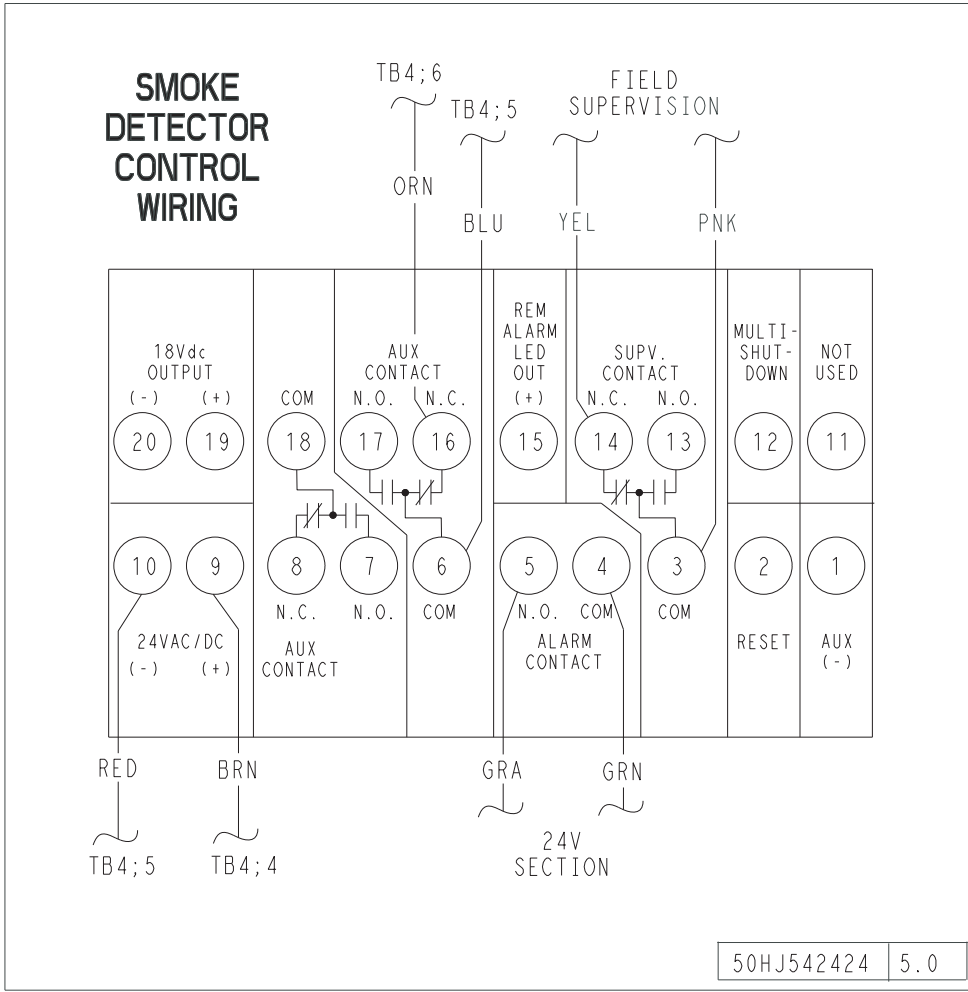 SMOKE
DETECTOR
CONTROL
WIRING
TB4;6
TB4;5
FIELD
SUPERVISION
ORN
BLU
YEL
PNK
18Vdc
OUTPUT
(-) (+)
COM
AUX
CONTACT
N.O. N.C.
REM
ALARM
LED
OUT
(+)
SUPV.
CONTACT
N.C. N.O.
MULTI-
SHUT-
DOWN
NOT
USED
20 19 18 17 16 15 14 13 12 11
10 9 8 7 6 5 4 3 2 1
24VAC/DC
(-) (+)
N.C. N.O.
AUX
CONTACT
COM
N.O. COM
ALARM
CONTACT
COM
RESET
AUX
(-)
RED
BRN
GRA
GRN
TB4;5
TB4;4
24V
SECTION
50HJ542424 5.0